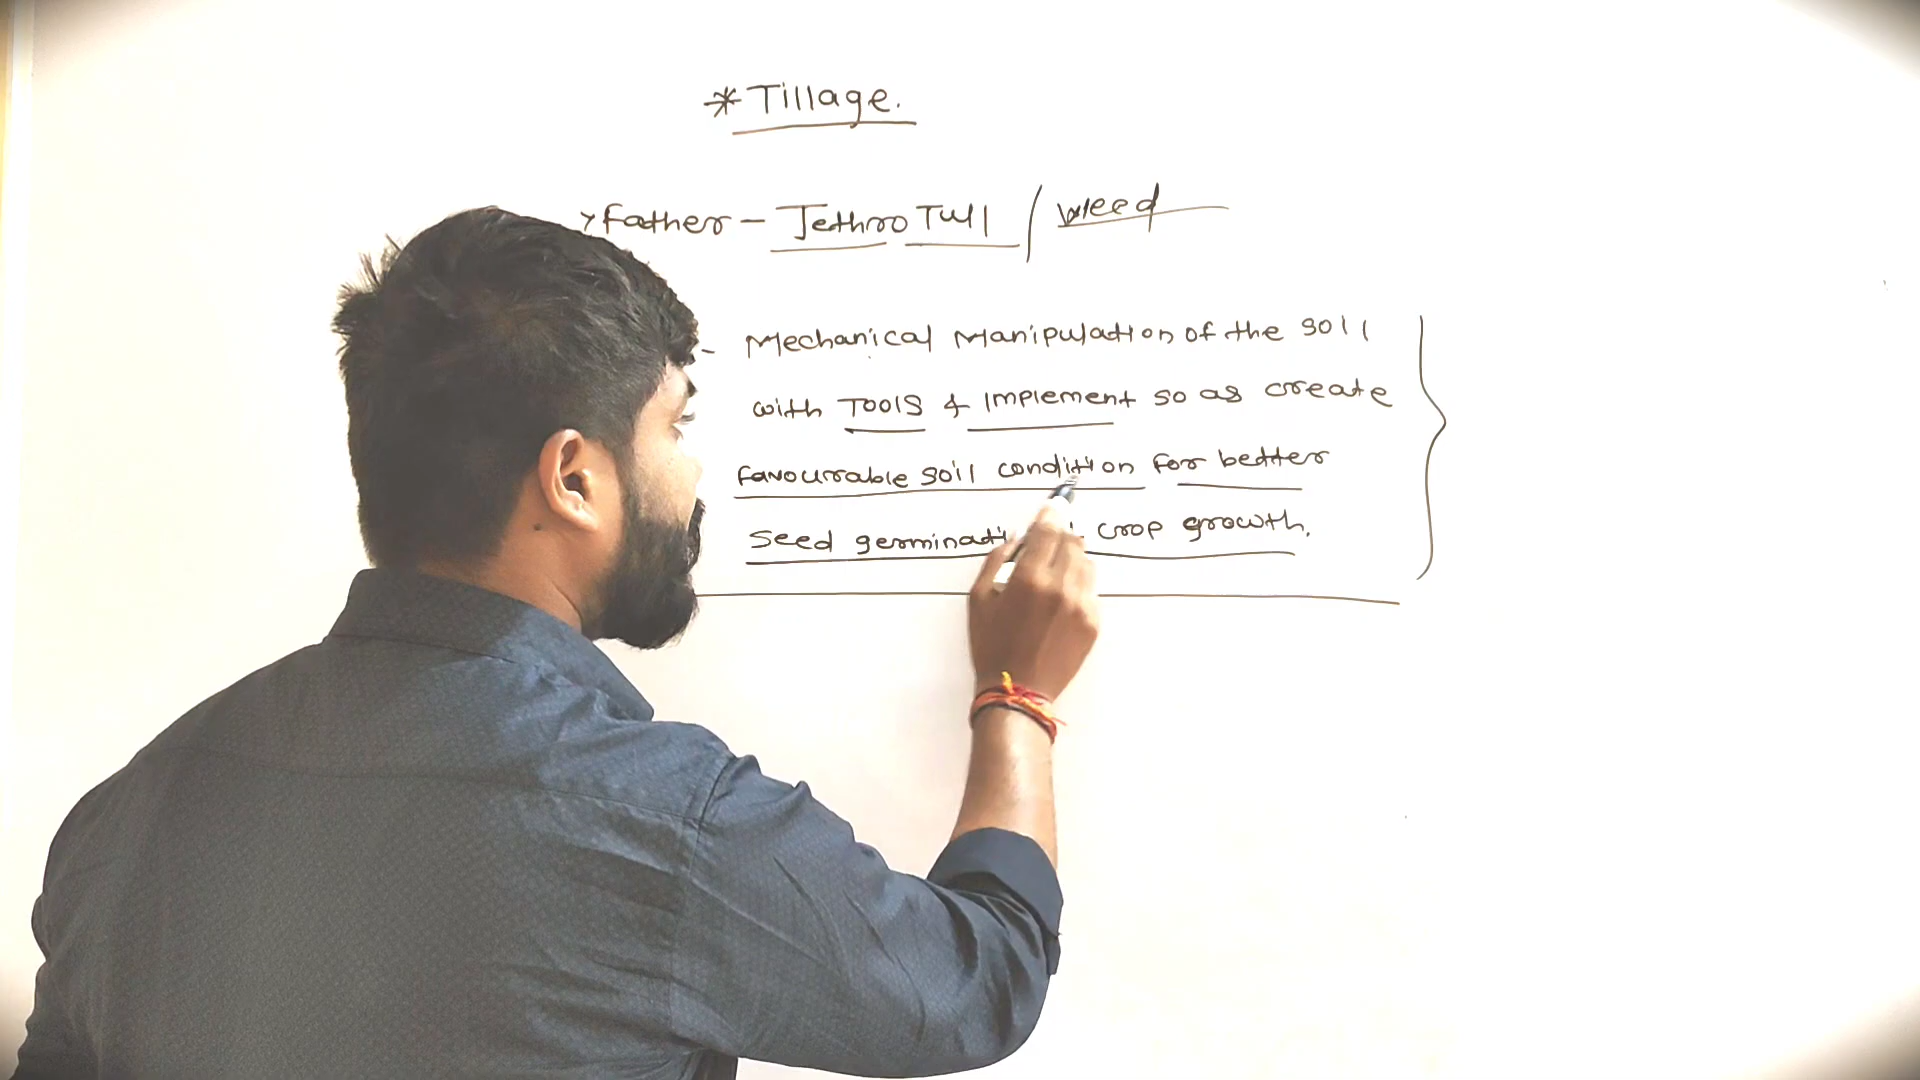 * Tillage.
Father - Jethro Tull / Weed
- Mechanical Manipulation of the soil
with Tools & Implement so as create
favourable soil condition for better
seed crop growth.